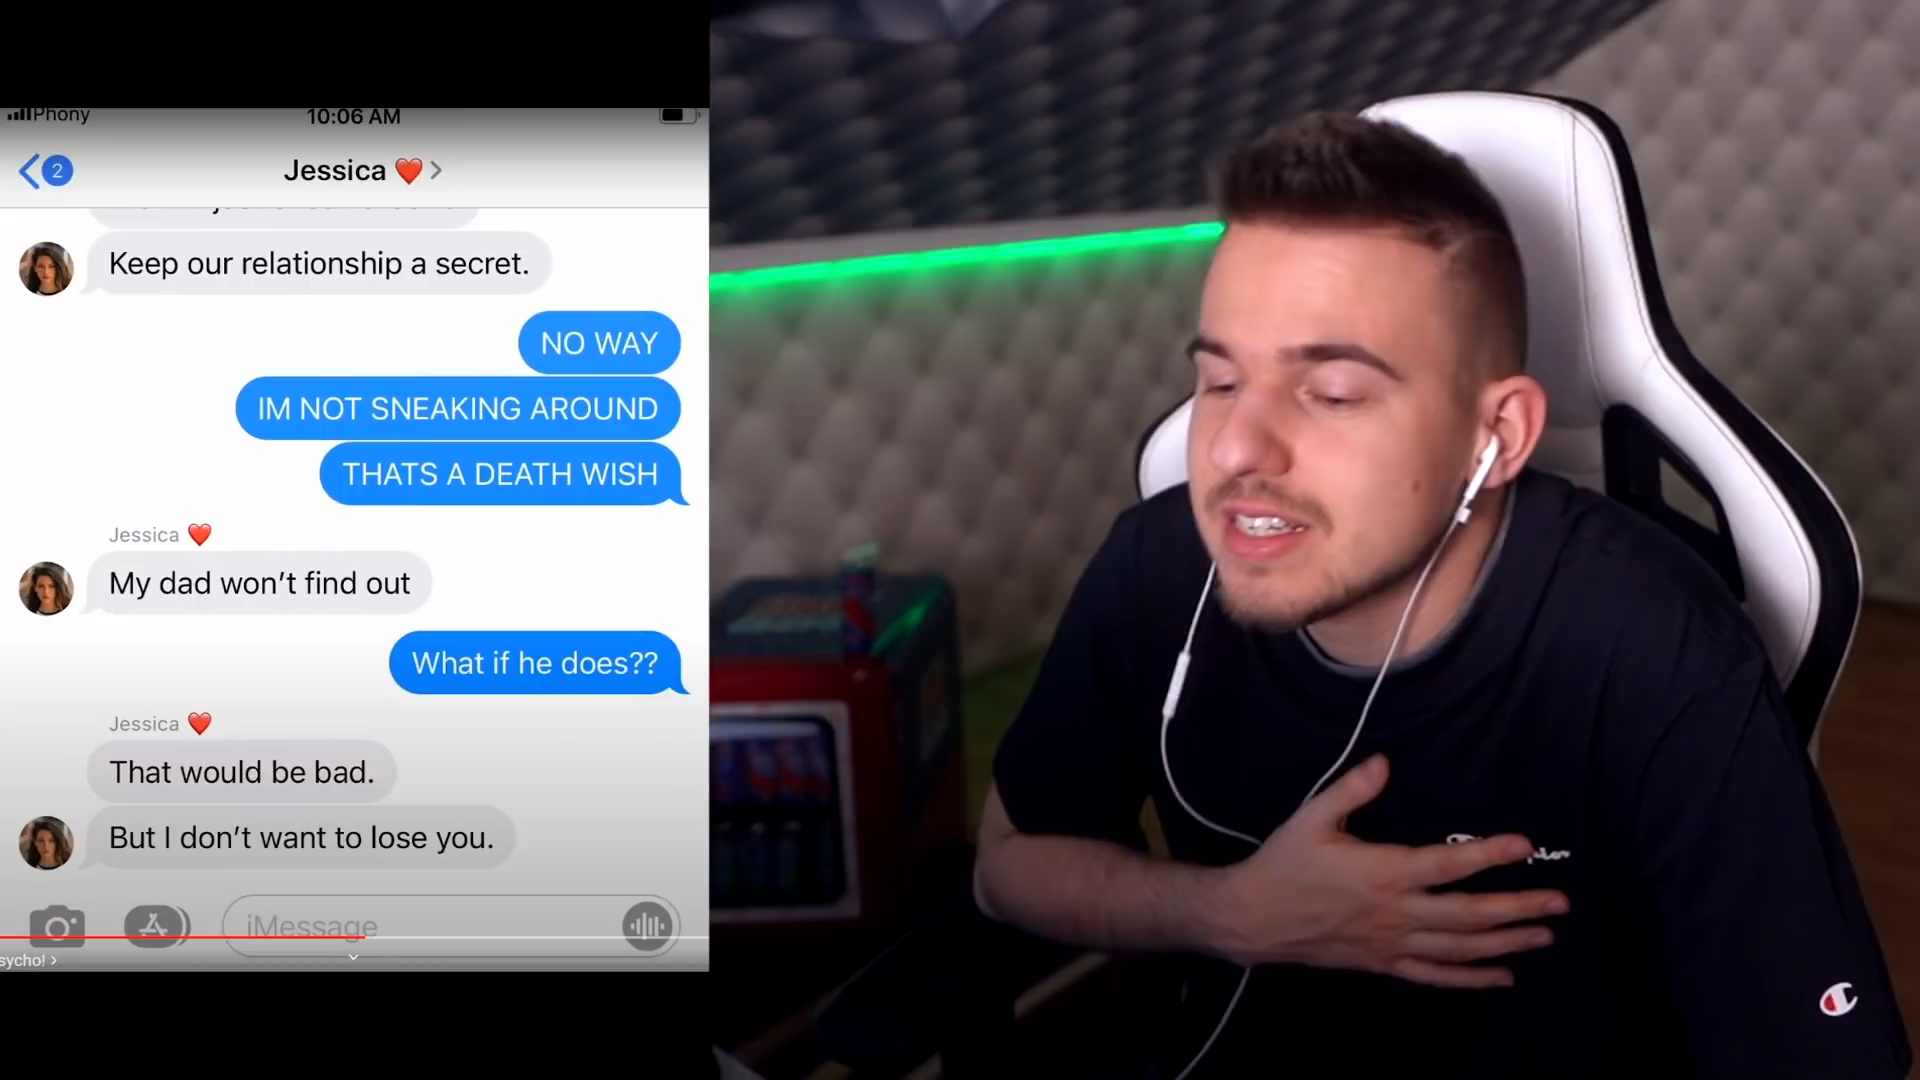 Phony
10:06 AM
2
Jessica ❤️ >
Keep our relationship a secret.
NO WAY
IM NOT SNEAKING AROUND
THATS A DEATH WISH
Jessica ❤️
My dad won’t find out
What if he does??
Jessica ❤️
That would be bad.
But I don’t want to lose you.
iMessage
sycho! >